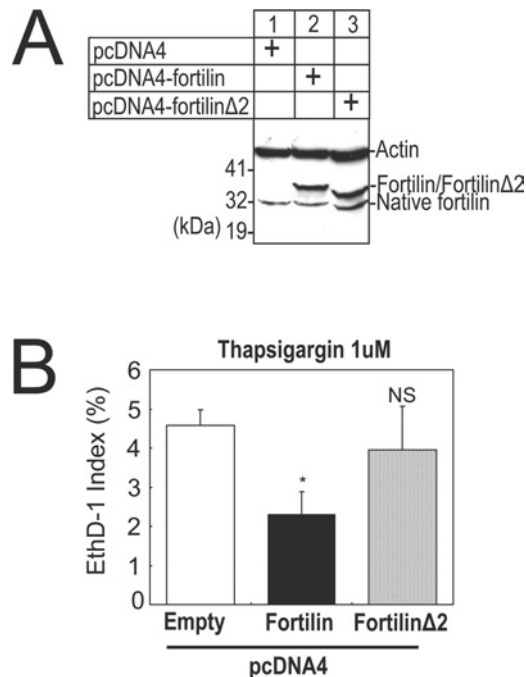 A
1 2 3
pcDNA4 +
pcDNA4-fortilin +
pcDNA4-fortilinΔ2 +
Actin
41
Fortilin/FortilinΔ2
32
Native fortilin
(kDa) 19
B
Thapsigargin 1uM
EthD-1 Index (%)
6
5
4
3
2
1
0
*
NS
Empty Fortilin FortilinΔ2
pcDNA4